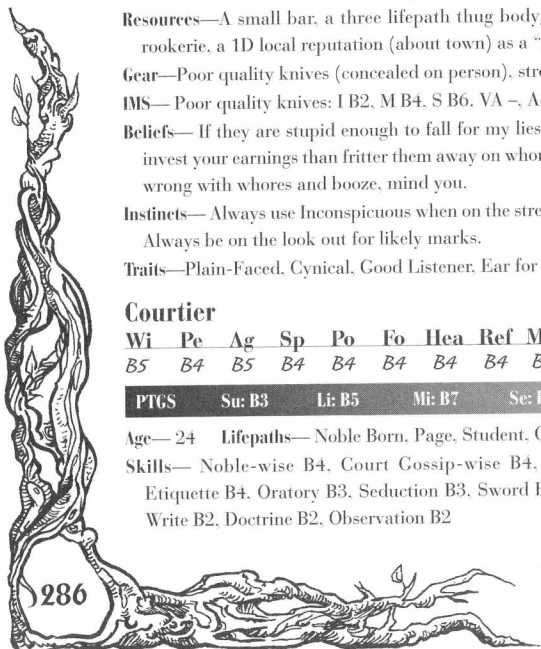 Resources—A small bar, a three lifepath thug body
rookerie, a 1D local reputation (about town) as a "
Gear—Poor quality knives (concealed on person), stre
IMS— Poor quality knives: I B2, M B4, S B6. VA –, A
Beliefs— If they are stupid enough to fall for my lies
invest your earnings than fritter them away on whor
wrong with whores and booze, mind you.
Instincts— Always use Inconspicuous when on the stre
Always be on the look out for likely marks.
Traits—Plain-Faced, Cynical, Good Listener, Ear for
Courtier
Wi Pe Ag Sp Po Fo Hea Ref M
B5 B4 B5 B4 B4 B4 B4 B4
PTGS Su: B3 Li: B5 Mi: B7 Se:
Age— 24 Lifepaths— Noble Born, Page, Student,
Skills— Noble-wise B4, Court Gossip-wise B4,
Etiquette B4, Oratory B3, Seduction B3, Sword
Write B2, Doctrine B2, Observation B2
286